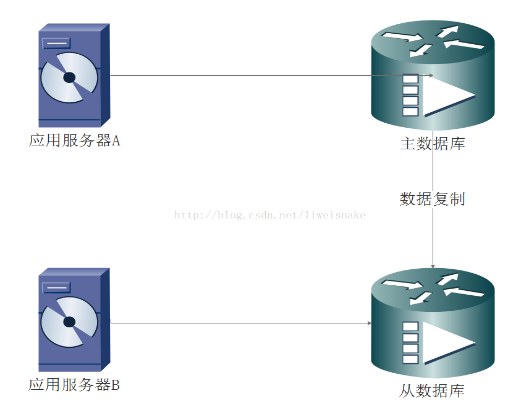 应用服务器A
主数据库
数据复制
http://blog.csdn.net/liweisnake
应用服务器B
从数据库